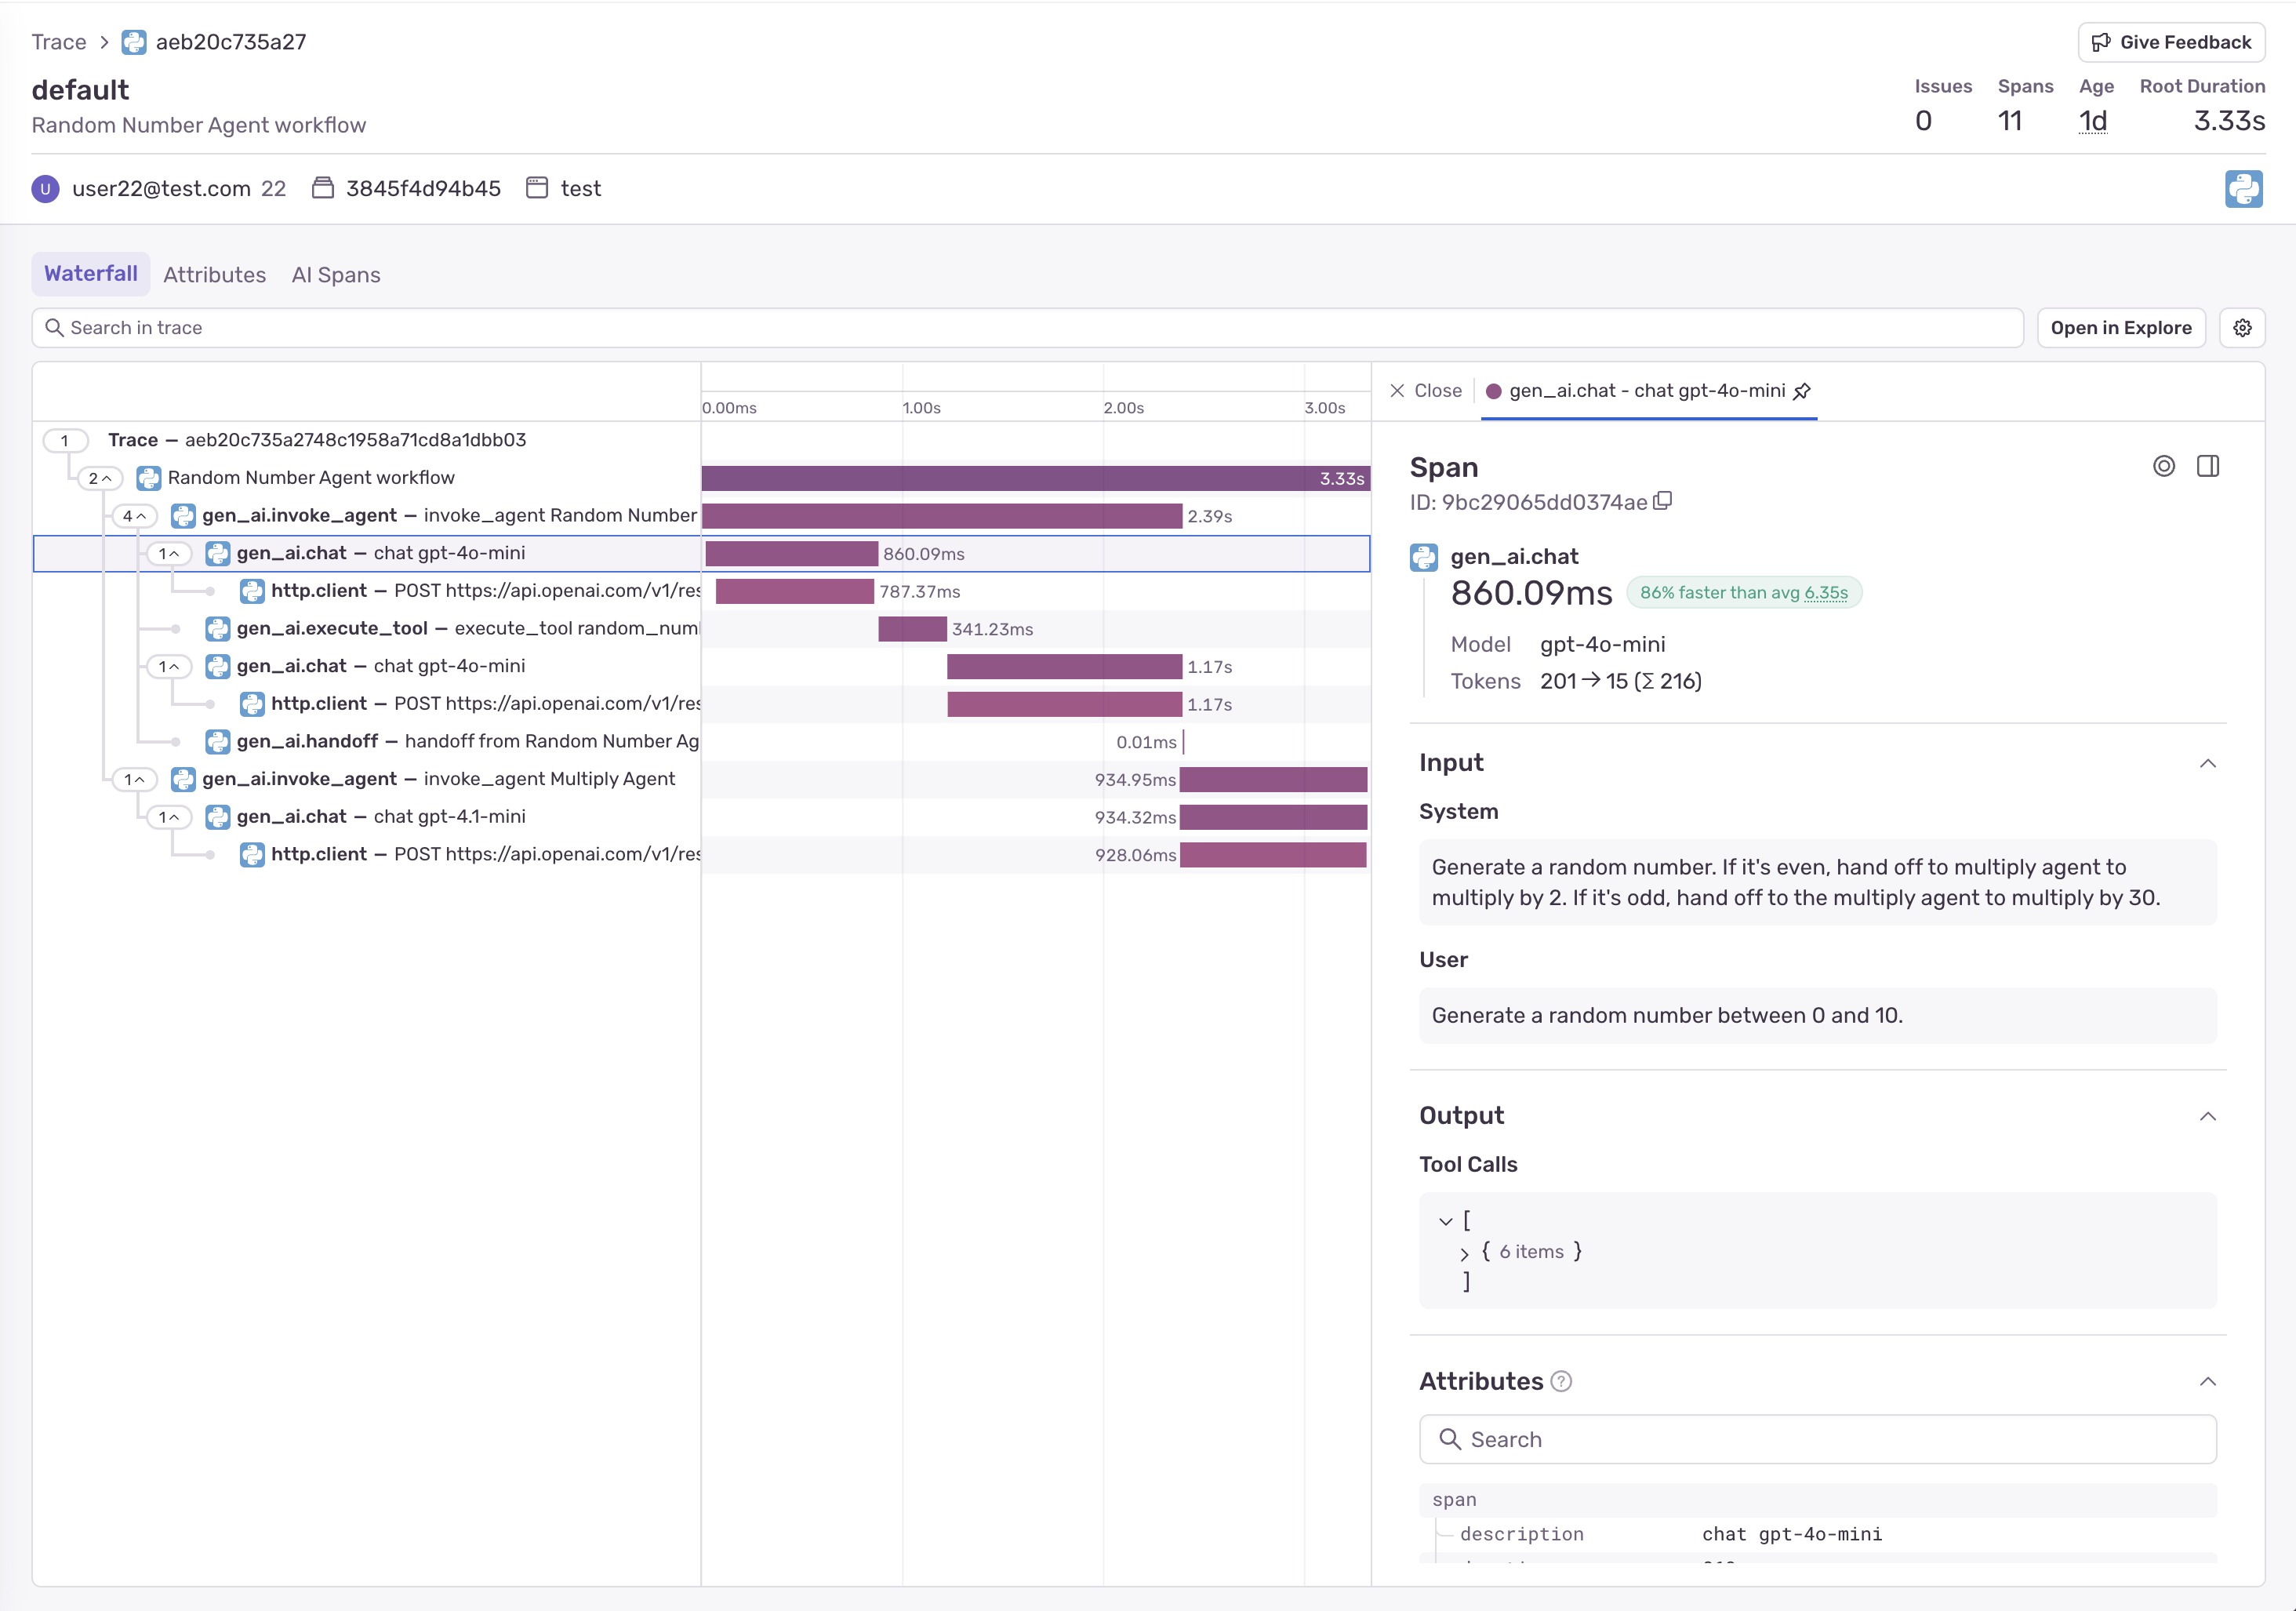 Trace > aeb20c735a27
Give Feedback
default
Random Number Agent workflow
Issues Spans Age Root Duration
0 11 1d 3.33s
U user22@test.com 22 3845f4d94b45 test
Waterfall Attributes AI Spans
Search in trace
Open in Explore
0.00ms 1.00s 2.00s 3.00s
1 Trace — aeb20c735a2748c1958a71cd8a1dbb03
2 Random Number Agent workflow 3.33s
4 gen_ai.invoke_agent — invoke_agent Random Number 2.39s
1 gen_ai.chat — chat gpt-4o-mini 860.09ms
http.client — POST https://api.openai.com/v1/res 787.37ms
gen_ai.execute_tool — execute_tool random_num 341.23ms
1 gen_ai.chat — chat gpt-4o-mini 1.17s
http.client — POST https://api.openai.com/v1/res 1.17s
gen_ai.handoff — handoff from Random Number Ag 0.01ms
1 gen_ai.invoke_agent — invoke_agent Multiply Agent 934.95ms
1 gen_ai.chat — chat gpt-4.1-mini 934.32ms
http.client — POST https://api.openai.com/v1/res 928.06ms
Close gen_ai.chat - chat gpt-4o-mini
Span
ID: 9bc29065dd0374ae
gen_ai.chat
860.09ms 86% faster than avg 6.35s
Model gpt-4o-mini
Tokens 201 → 15 (Σ 216)
Input
System
Generate a random number. If it's even, hand off to multiply agent to
multiply by 2. If it's odd, hand off to the multiply agent to multiply by 30.
User
Generate a random number between 0 and 10.
Output
Tool Calls
[
{ 6 items }
]
Attributes ?
Search
span
description chat gpt-4o-mini